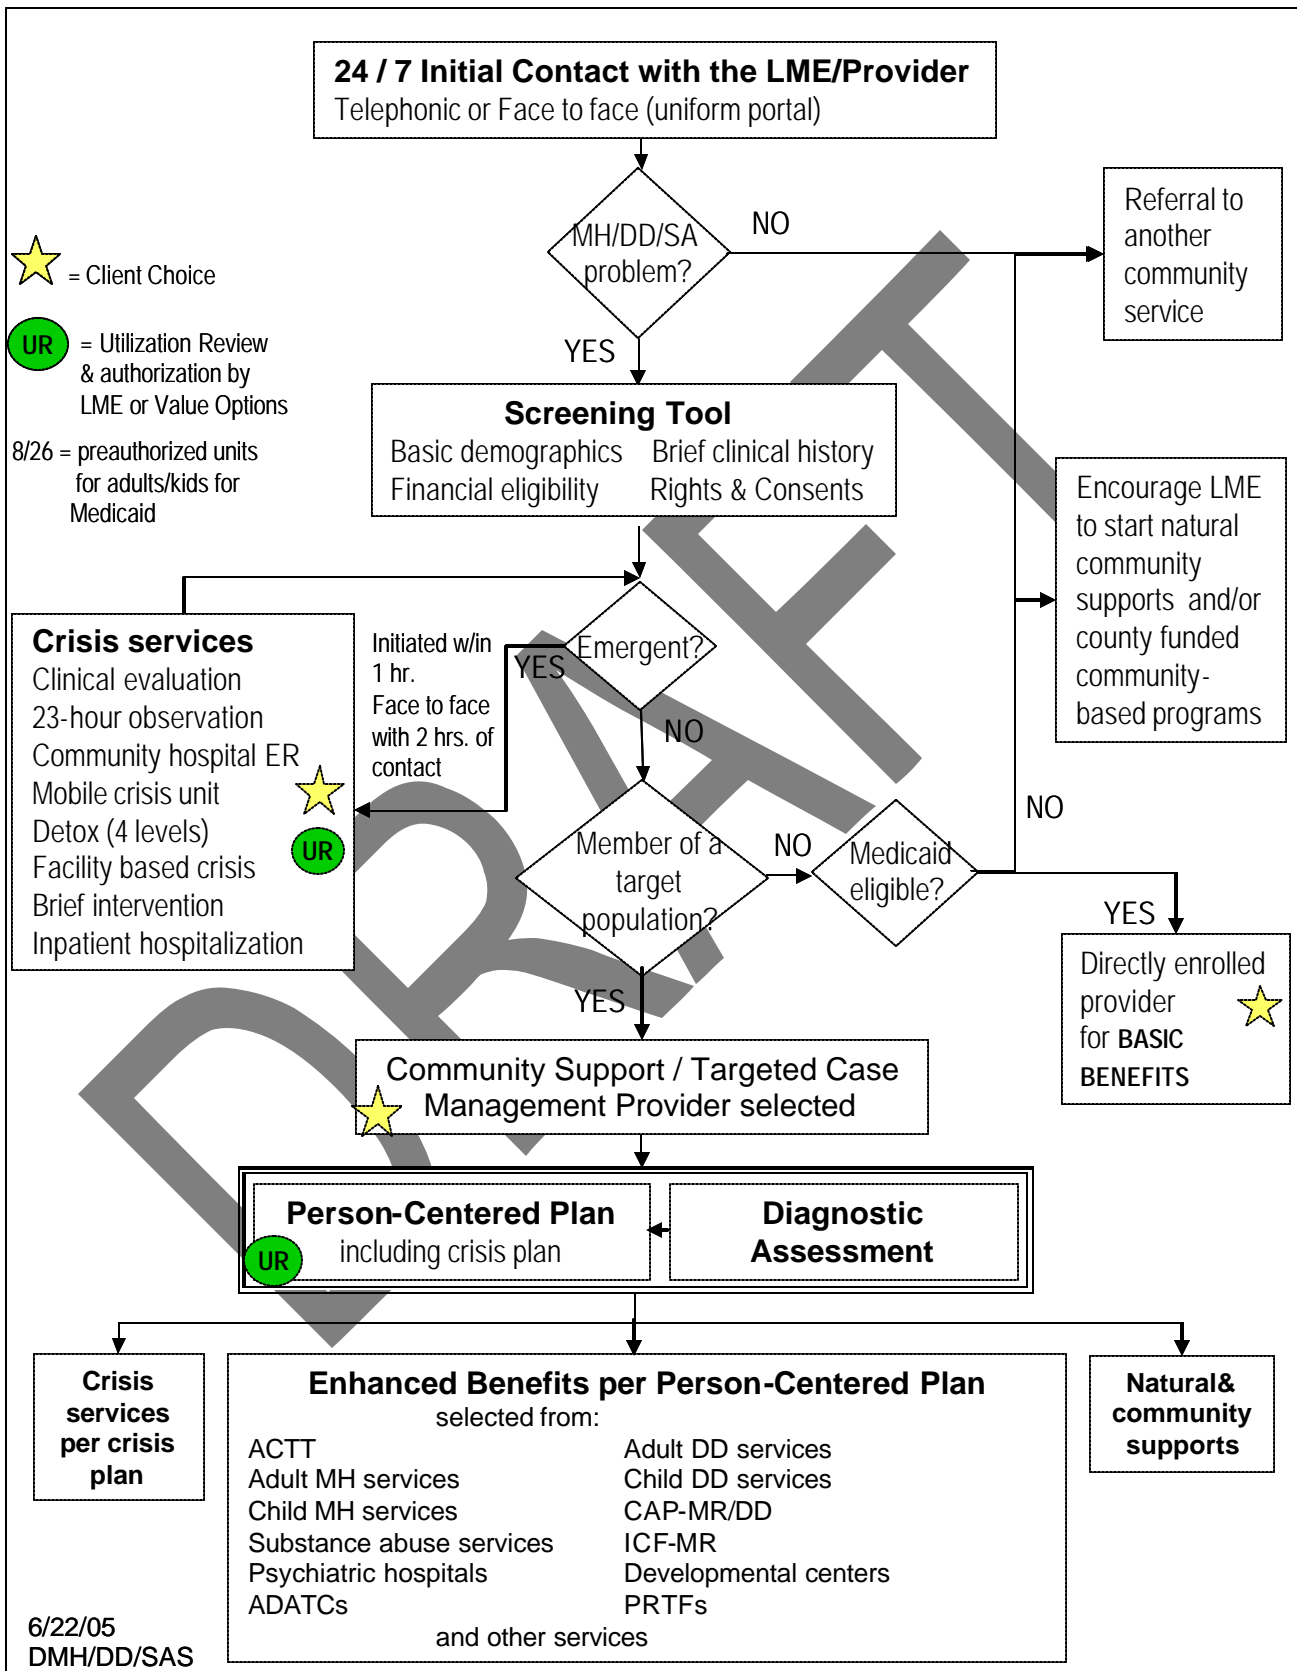 24 / 7 Initial Contact with the LME/Provider
Telephonic or Face to face (uniform portal)
MH/DD/SA
problem?
NO
YES
Referral to
another
community
service
= Client Choice
UR
= Utilization Review
& authorization by
LME or Value Options
8/26 = preauthorized units
for adults/kids for
Medicaid
Screening Tool
Basic demographics Brief clinical history
Financial eligibility Rights & Consents
Encourage LME
to start natural
community
supports and/or
county funded
community-
based programs
Crisis services
Clinical evaluation
23-hour observation
Community hospital ER
Mobile crisis unit
Detox (4 levels)
Facility based crisis
Brief intervention
Inpatient hospitalization
UR
Initiated w/in
1 hr.
Face to face
with 2 hrs. of
contact
Emergent?
YES
NO
Member of a
target
population?
NO
Medicaid
eligible?
NO
YES
YES
Directly enrolled
provider
for BASIC
BENEFITS
Community Support / Targeted Case
Management Provider selected
Person-Centered Plan
including crisis plan
UR
Diagnostic
Assessment
Crisis
services
per crisis
plan
Enhanced Benefits per Person-Centered Plan
selected from:
ACTT Adult DD services
Adult MH services Child DD services
Child MH services CAP-MR/DD
Substance abuse services ICF-MR
Psychiatric hospitals Developmental centers
ADATCs PRTFs
and other services
Natural&
community
supports
6/22/05
DMH/DD/SAS
DRAFT